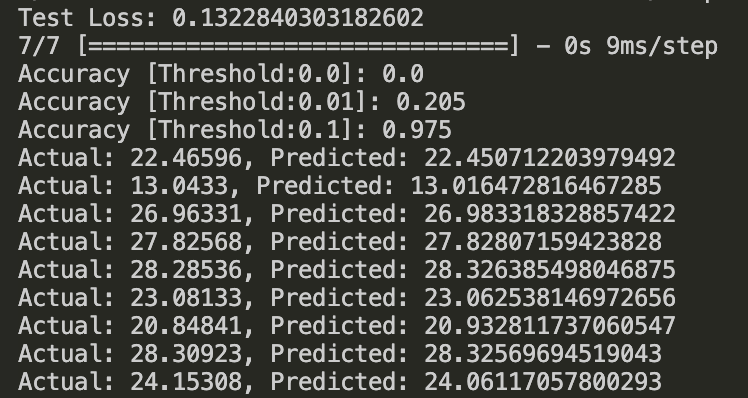 Test Loss: 0.1322840303182602
7/7 [==============================] - 0s 9ms/step
Accuracy [Threshold:0.0]: 0.0
Accuracy [Threshold:0.01]: 0.205
Accuracy [Threshold:0.1]: 0.975
Actual: 22.46596, Predicted: 22.450712203979492
Actual: 13.0433, Predicted: 13.016472816467285
Actual: 26.96331, Predicted: 26.983318328857422
Actual: 27.82568, Predicted: 27.82807159423828
Actual: 28.28536, Predicted: 28.326385498046875
Actual: 23.08133, Predicted: 23.062538146972656
Actual: 20.84841, Predicted: 20.932811737060547
Actual: 28.30923, Predicted: 28.32569694519043
Actual: 24.15308, Predicted: 24.06117057800293